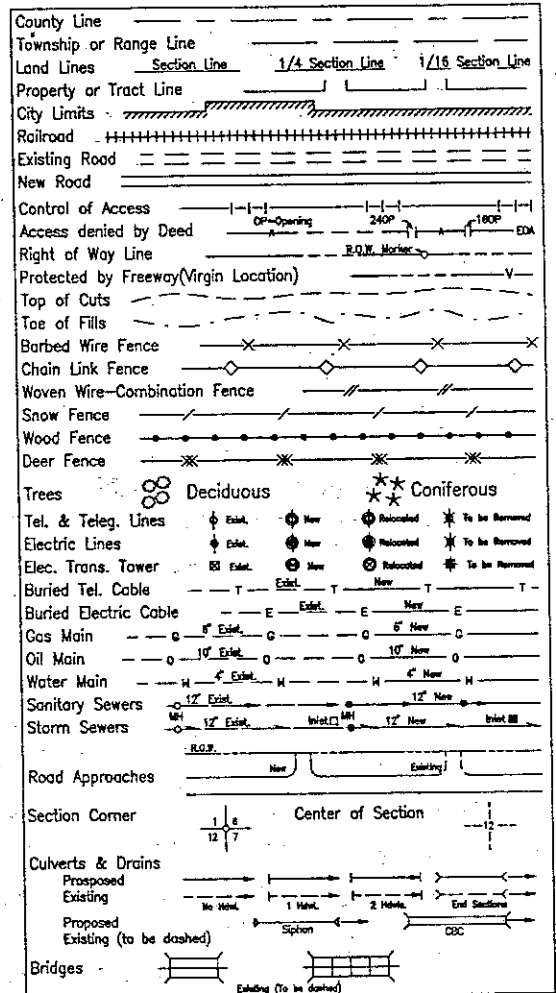 County Line
Township or Range Line
Land Lines Section Line 1/4 Section Line 1/16 Section Line
Property or Tract Line
City Limits
Railroad
Existing Road
New Road
Control of Access
OP=Opening 240P 160P
Access denied by Deed A A EOA
Right of Way Line R.O.W. Marker
Protected by Freeway(Virgin Location) V
Top of Cuts
Toe of Fills
Barbed Wire Fence
Chain Link Fence
Woven Wire-Combination Fence
Snow Fence
Wood Fence
Deer Fence
Trees Deciduous Coniferous
Tel. & Teleg. Lines Exist. New Relocated To be Removed
Electric Lines Exist. New Relocated To be Removed
Elec. Trans. Tower Exist. New Relocated To be Removed
Buried Tel. Cable T Exist. T New T T
Buried Electric Cable E Exist. E New E
Gas Main G 6" Exist. G G 6" New G
Oil Main O 10" Exist. O O 10" New O
Water Main W 4" Exist. W W 4" New W
Sanitary Sewers 12" Exist. 12" New
MH Inlet MH Inlet
Storm Sewers 12" Exist. 12" New
R.O.W.
Road Approaches New Existing
Section Corner 1 6 12 7 Center of Section 12
Culverts & Drains
Prosposed
Existing No Hdwl. 1 Hdwl. 2 Hdwls. End Sections
Proposed Siphon CBC
Existing (to be dashed)
Bridges
Existing (To be dashed)